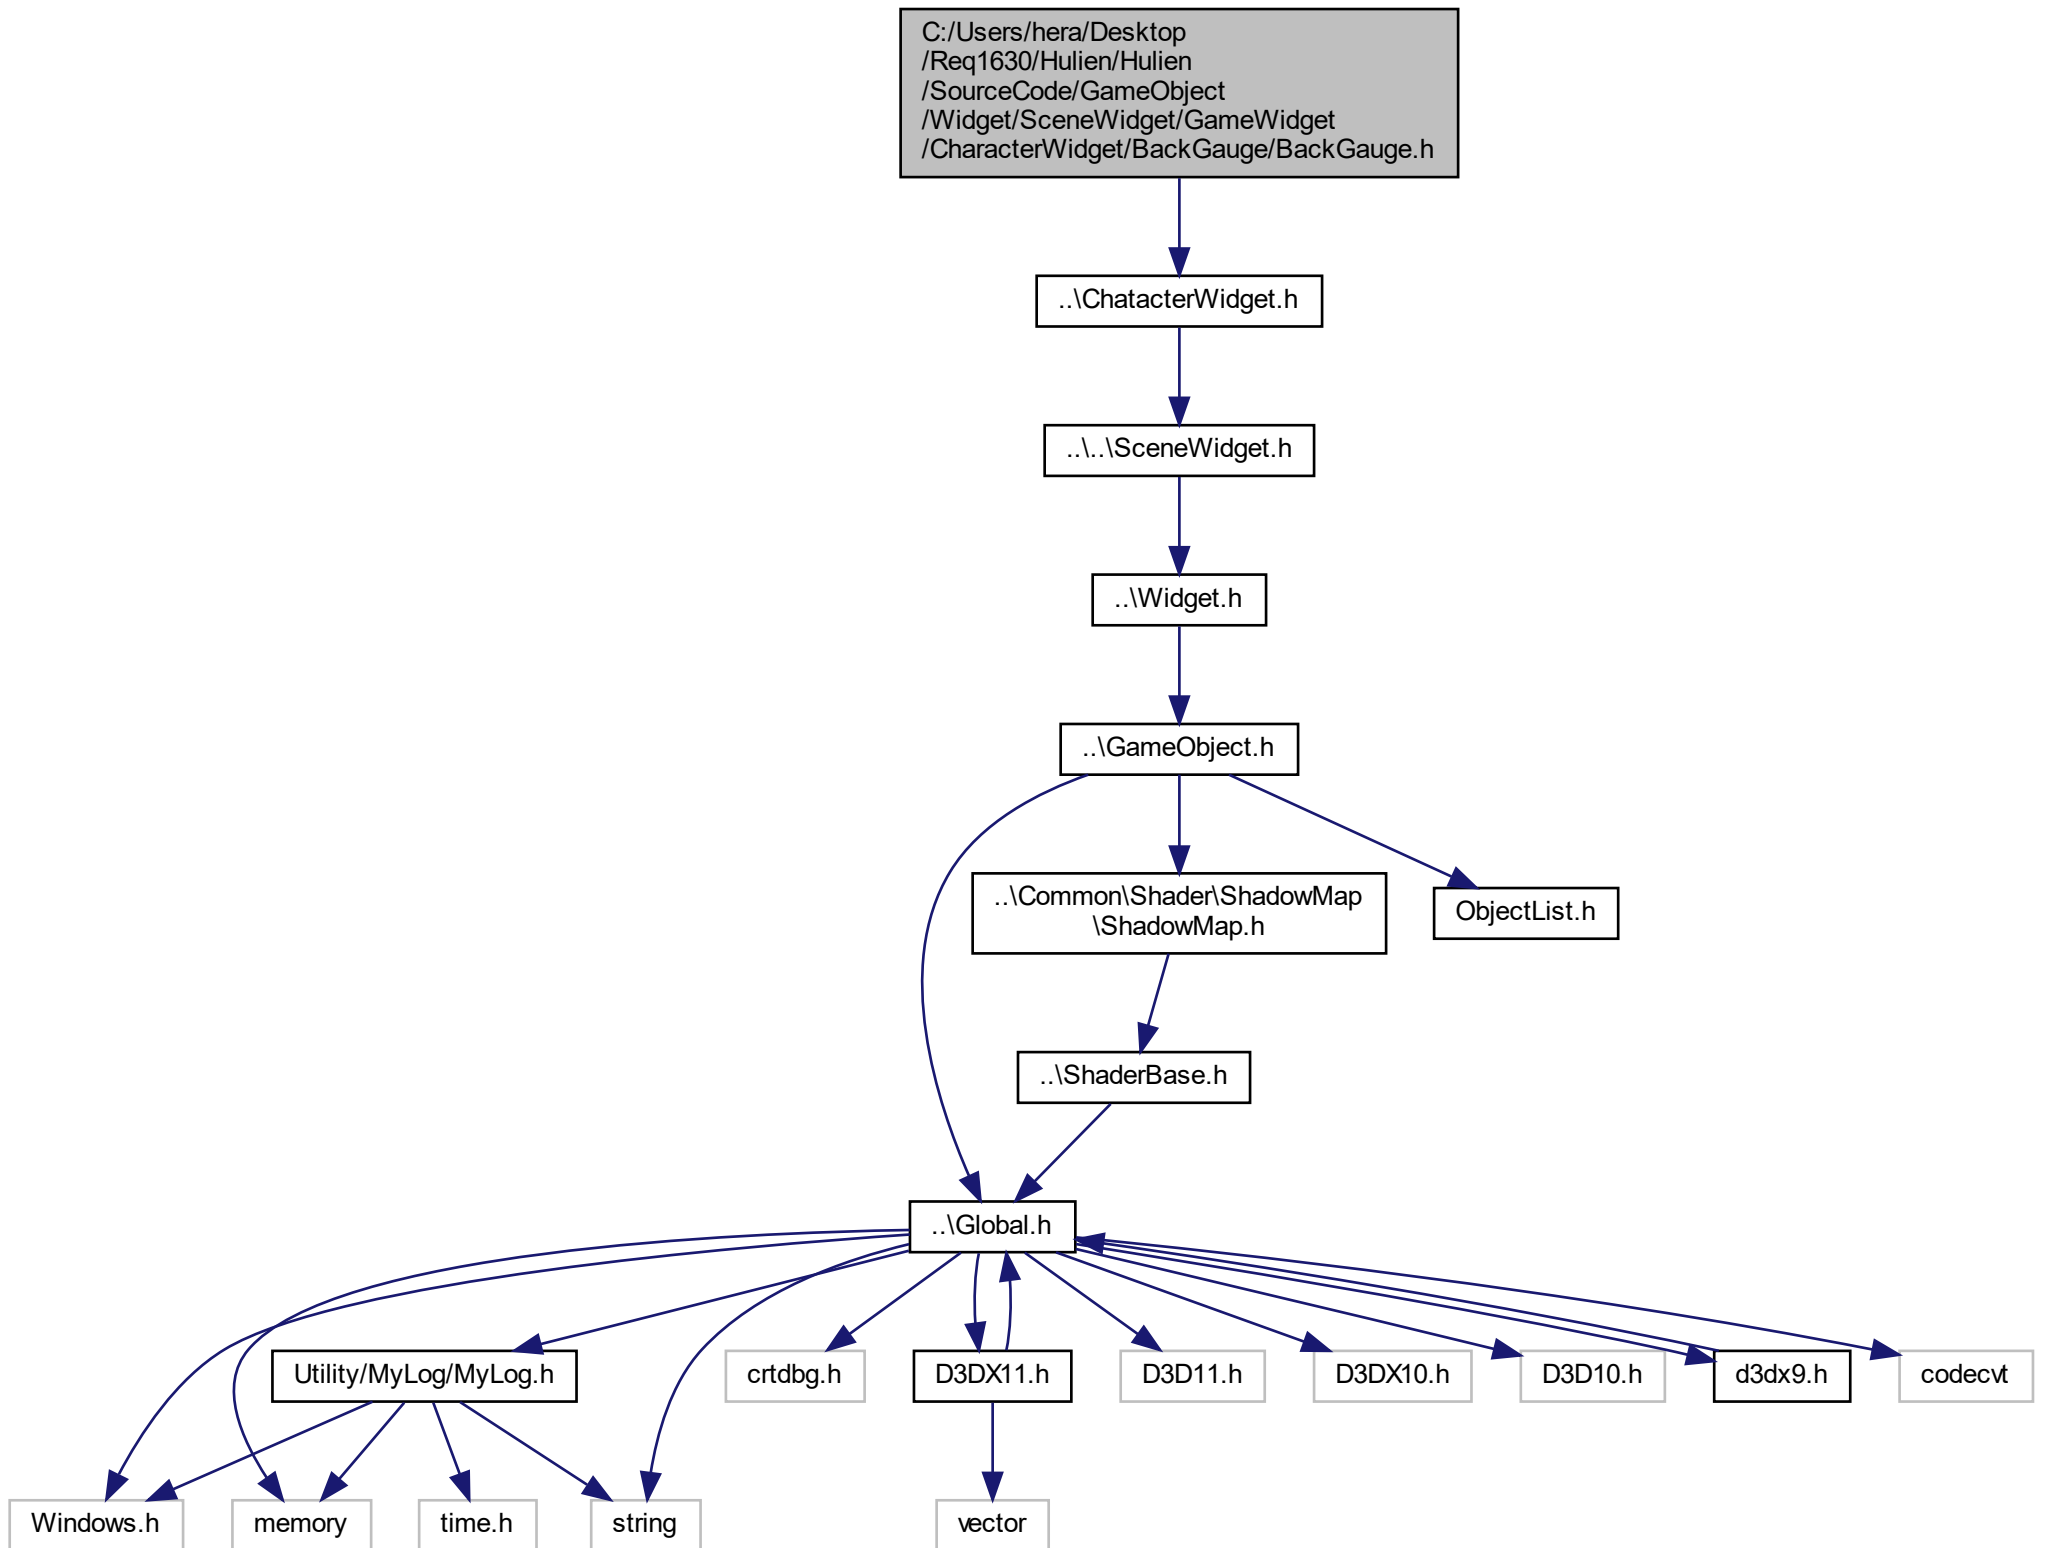 C:/Users/hera/Desktop
/Req1630/Hulien/Hulien
/SourceCode/GameObject
/Widget/SceneWidget/GameWidget
/CharacterWidget/BackGauge/BackGauge.h
..\ChatacterWidget.h
..\..\SceneWidget.h
..\Widget.h
..\GameObject.h
..\Common\Shader\ShadowMap
\ShadowMap.h
ObjectList.h
..\ShaderBase.h
..\Global.h
Utility/MyLog/MyLog.h
crtdbg.h
D3DX11.h
D3D11.h
D3DX10.h
D3D10.h
d3dx9.h
codecvt
Windows.h
memory
time.h
string
vector